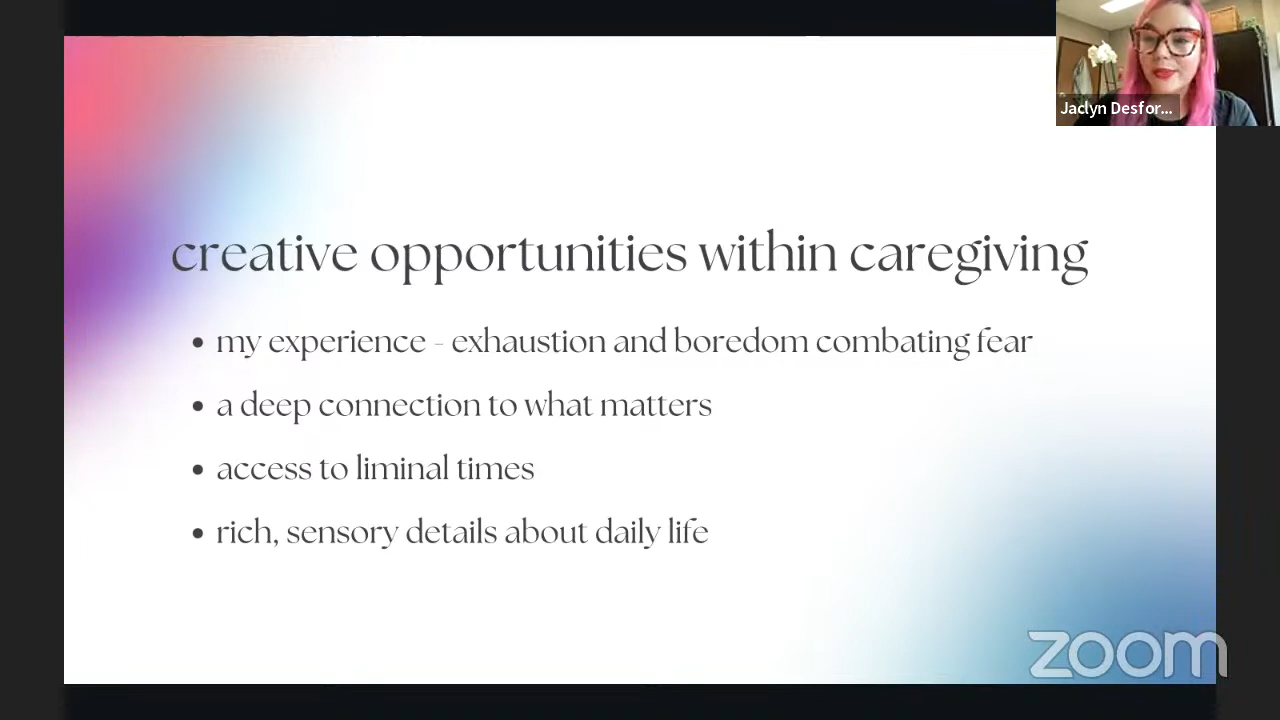 Jaclyn Desfor...
creative opportunities within caregiving
• my experience - exhaustion and boredom combating fear
• a deep connection to what matters
• access to liminal times
• rich, sensory details about daily life
zoom